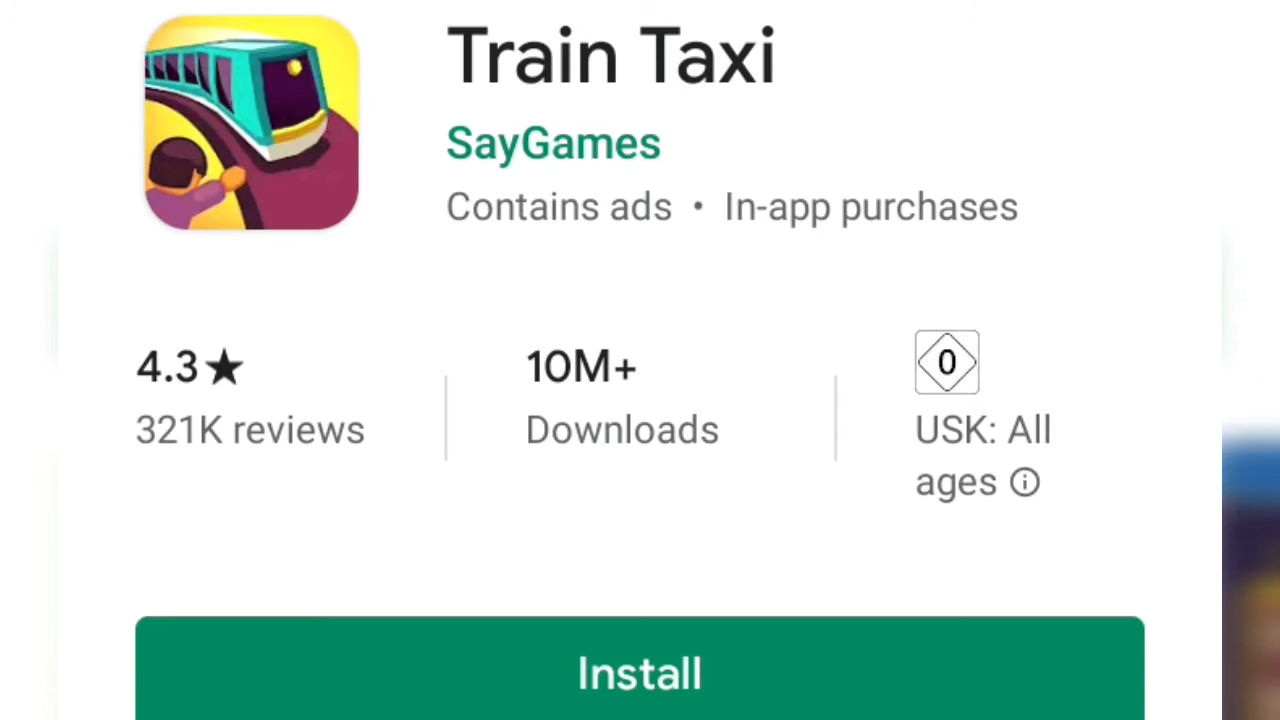 Train Taxi
SayGames
Contains ads • In-app purchases
4.3★
321K reviews
10M+
Downloads
0
USK: All
ages
Install